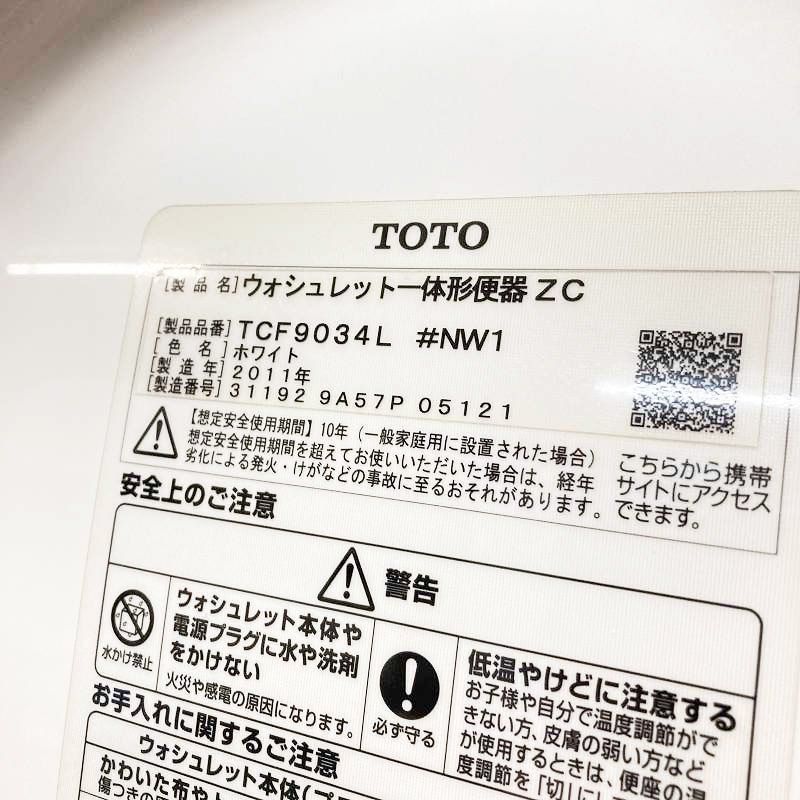 TOTO
[製品名]ウォシュレット一体形便器 ZC
[製品品番] TCF9034L #NW1
[色名] ホワイト
[製造年] 2011年
[製造番号] 31192 9A57P 05121
【想定安全使用期間】10年(一般家庭用に設置された場合)
想定安全使用期間を超えてお使いいただいた場合は、経年
劣化による発火・けがなどの事故に至るおそれがあります。
こちらから携帯
サイトにアクセス
できます。
安全上のご注意
警告
水かけ禁止
ウォシュレット本体や
電源プラグに水や洗剤
をかけない
火災や感電の原因になります。
必ず守る
低温やけどに注意する
お子様や自分で温度調節がで
きない方、皮膚の弱い方など
が使用するときは、便座の温
度調節を「切」に
お手入れに関するご注意
ウォシュレット本体(プ
かわいた布や
傷つきの原